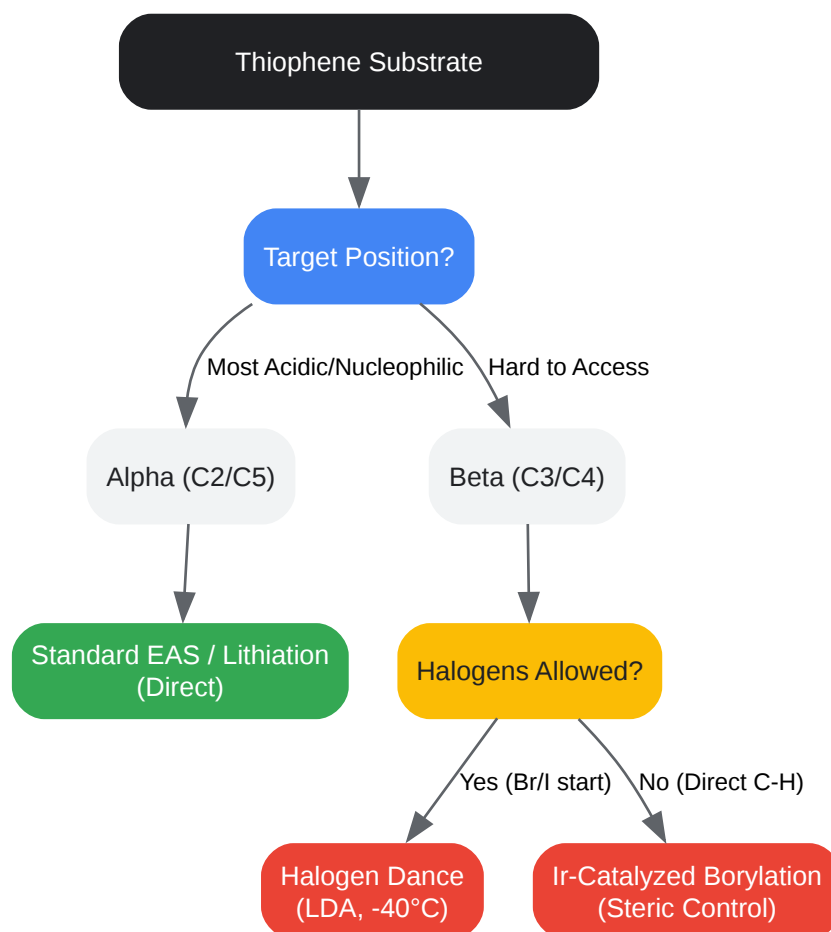 Thiophene Substrate
Target Position?
Most Acidic/Nucleophilic
Hard to Access
Alpha (C2/C5)
Beta (C3/C4)
Standard EAS / Lithiation
(Direct)
Halogens Allowed?
Yes (Br/I start)
No (Direct C-H)
Halogen Dance
(LDA, -40°C)
Ir-Catalyzed Borylation
(Steric Control)